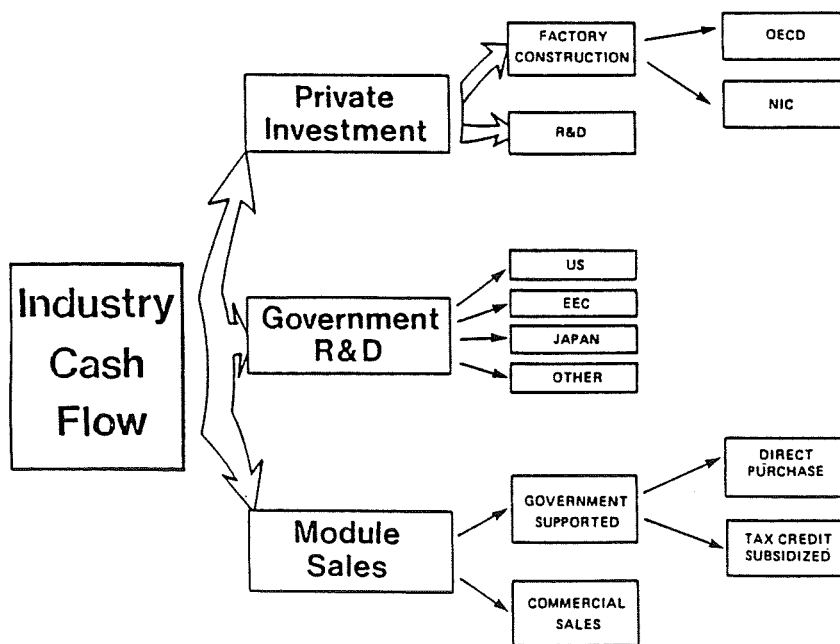 Industry
Cash
Flow
Private
Investment
FACTORY
CONSTRUCTION
OECD
NIC
R&D
Government
R&D
US
EEC
JAPAN
OTHER
Module
Sales
GOVERNMENT
SUPPORTED
DIRECT
PURCHASE
TAX CREDIT
SUBSIDIZED
COMMERCIAL
SALES